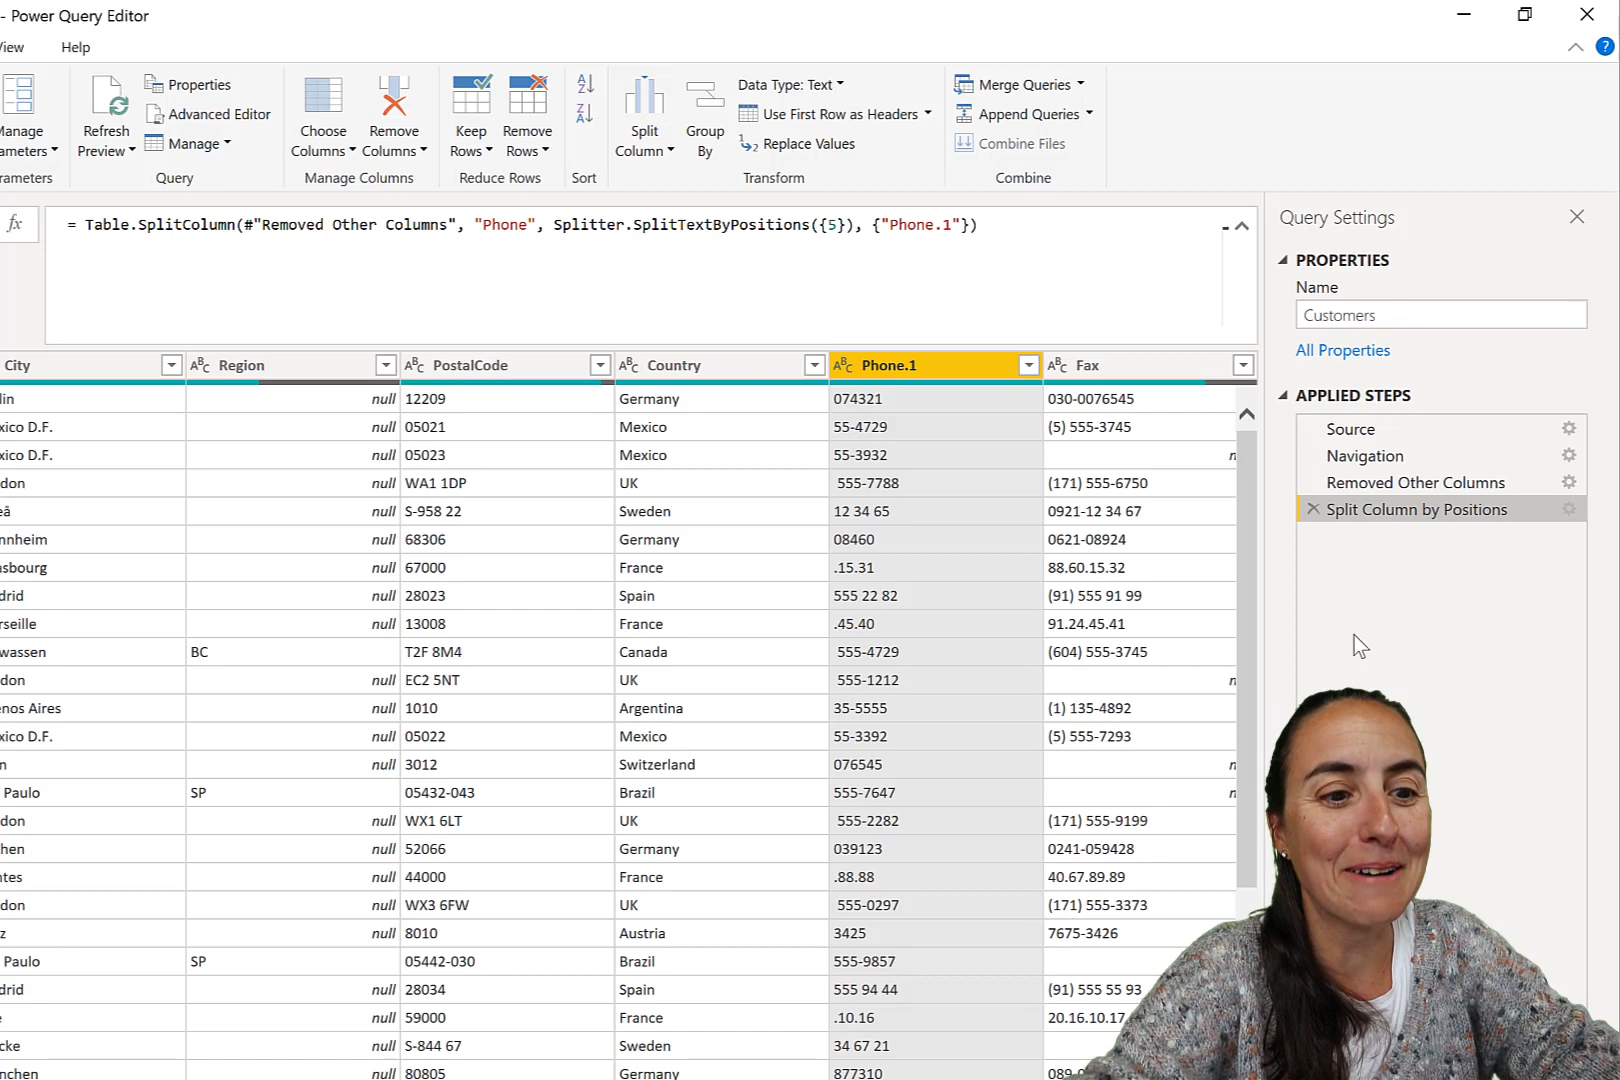 - Power Query Editor
View Help
Manage Parameters
Refresh Preview
Properties
Advanced Editor
Manage
Query
Choose Columns
Remove Columns
Manage Columns
Keep Rows
Remove Rows
Reduce Rows
Sort
Split Column
Group By
Data Type: Text
Use First Row as Headers
Replace Values
Transform
Merge Queries
Append Queries
Combine Files
Combine
fx = Table.SplitColumn(#"Removed Other Columns", "Phone", Splitter.SplitTextByPositions({5}), {"Phone.1"})
City Region PostalCode Country Phone.1 Fax
lin null 12209 Germany 074321 030-0076545
xico D.F. null 05021 Mexico 55-4729 (5) 555-3745
xico D.F. null 05023 Mexico 55-3932 n
don null WA1 1DP UK 555-7788 (171) 555-6750
eå null S-958 22 Sweden 12 34 65 0921-12 34 67
nnheim null 68306 Germany 08460 0621-08924
asbourg null 67000 France .15.31 88.60.15.32
drid null 28023 Spain 555 22 82 (91) 555 91 99
rseille null 13008 France .45.40 91.24.45.41
wassen BC T2F 8M4 Canada 555-4729 (604) 555-3745
don null EC2 5NT UK 555-1212 n
enos Aires null 1010 Argentina 35-5555 (1) 135-4892
xico D.F. null 05022 Mexico 55-3392 (5) 555-7293
n null 3012 Switzerland 076545 n
Paulo SP 05432-043 Brazil 555-7647 n
don null WX1 6LT UK 555-2282 (171) 555-9199
hen null 52066 Germany 039123 0241-059428
ntes null 44000 France .88.88 40.67.89.89
don null WX3 6FW UK 555-0297 (171) 555-3373
z null 8010 Austria 3425 7675-3426
Paulo SP 05442-030 Brazil 555-9857
drid null 28034 Spain 555 94 44 (91) 555 55 93
e null 59000 France .10.16 20.16.10.17
cke null S-844 67 Sweden 34 67 21
nchen null 80805 Germany 877310 089-0
Query Settings
PROPERTIES
Name
Customers
All Properties
APPLIED STEPS
Source
Navigation
Removed Other Columns
Split Column by Positions